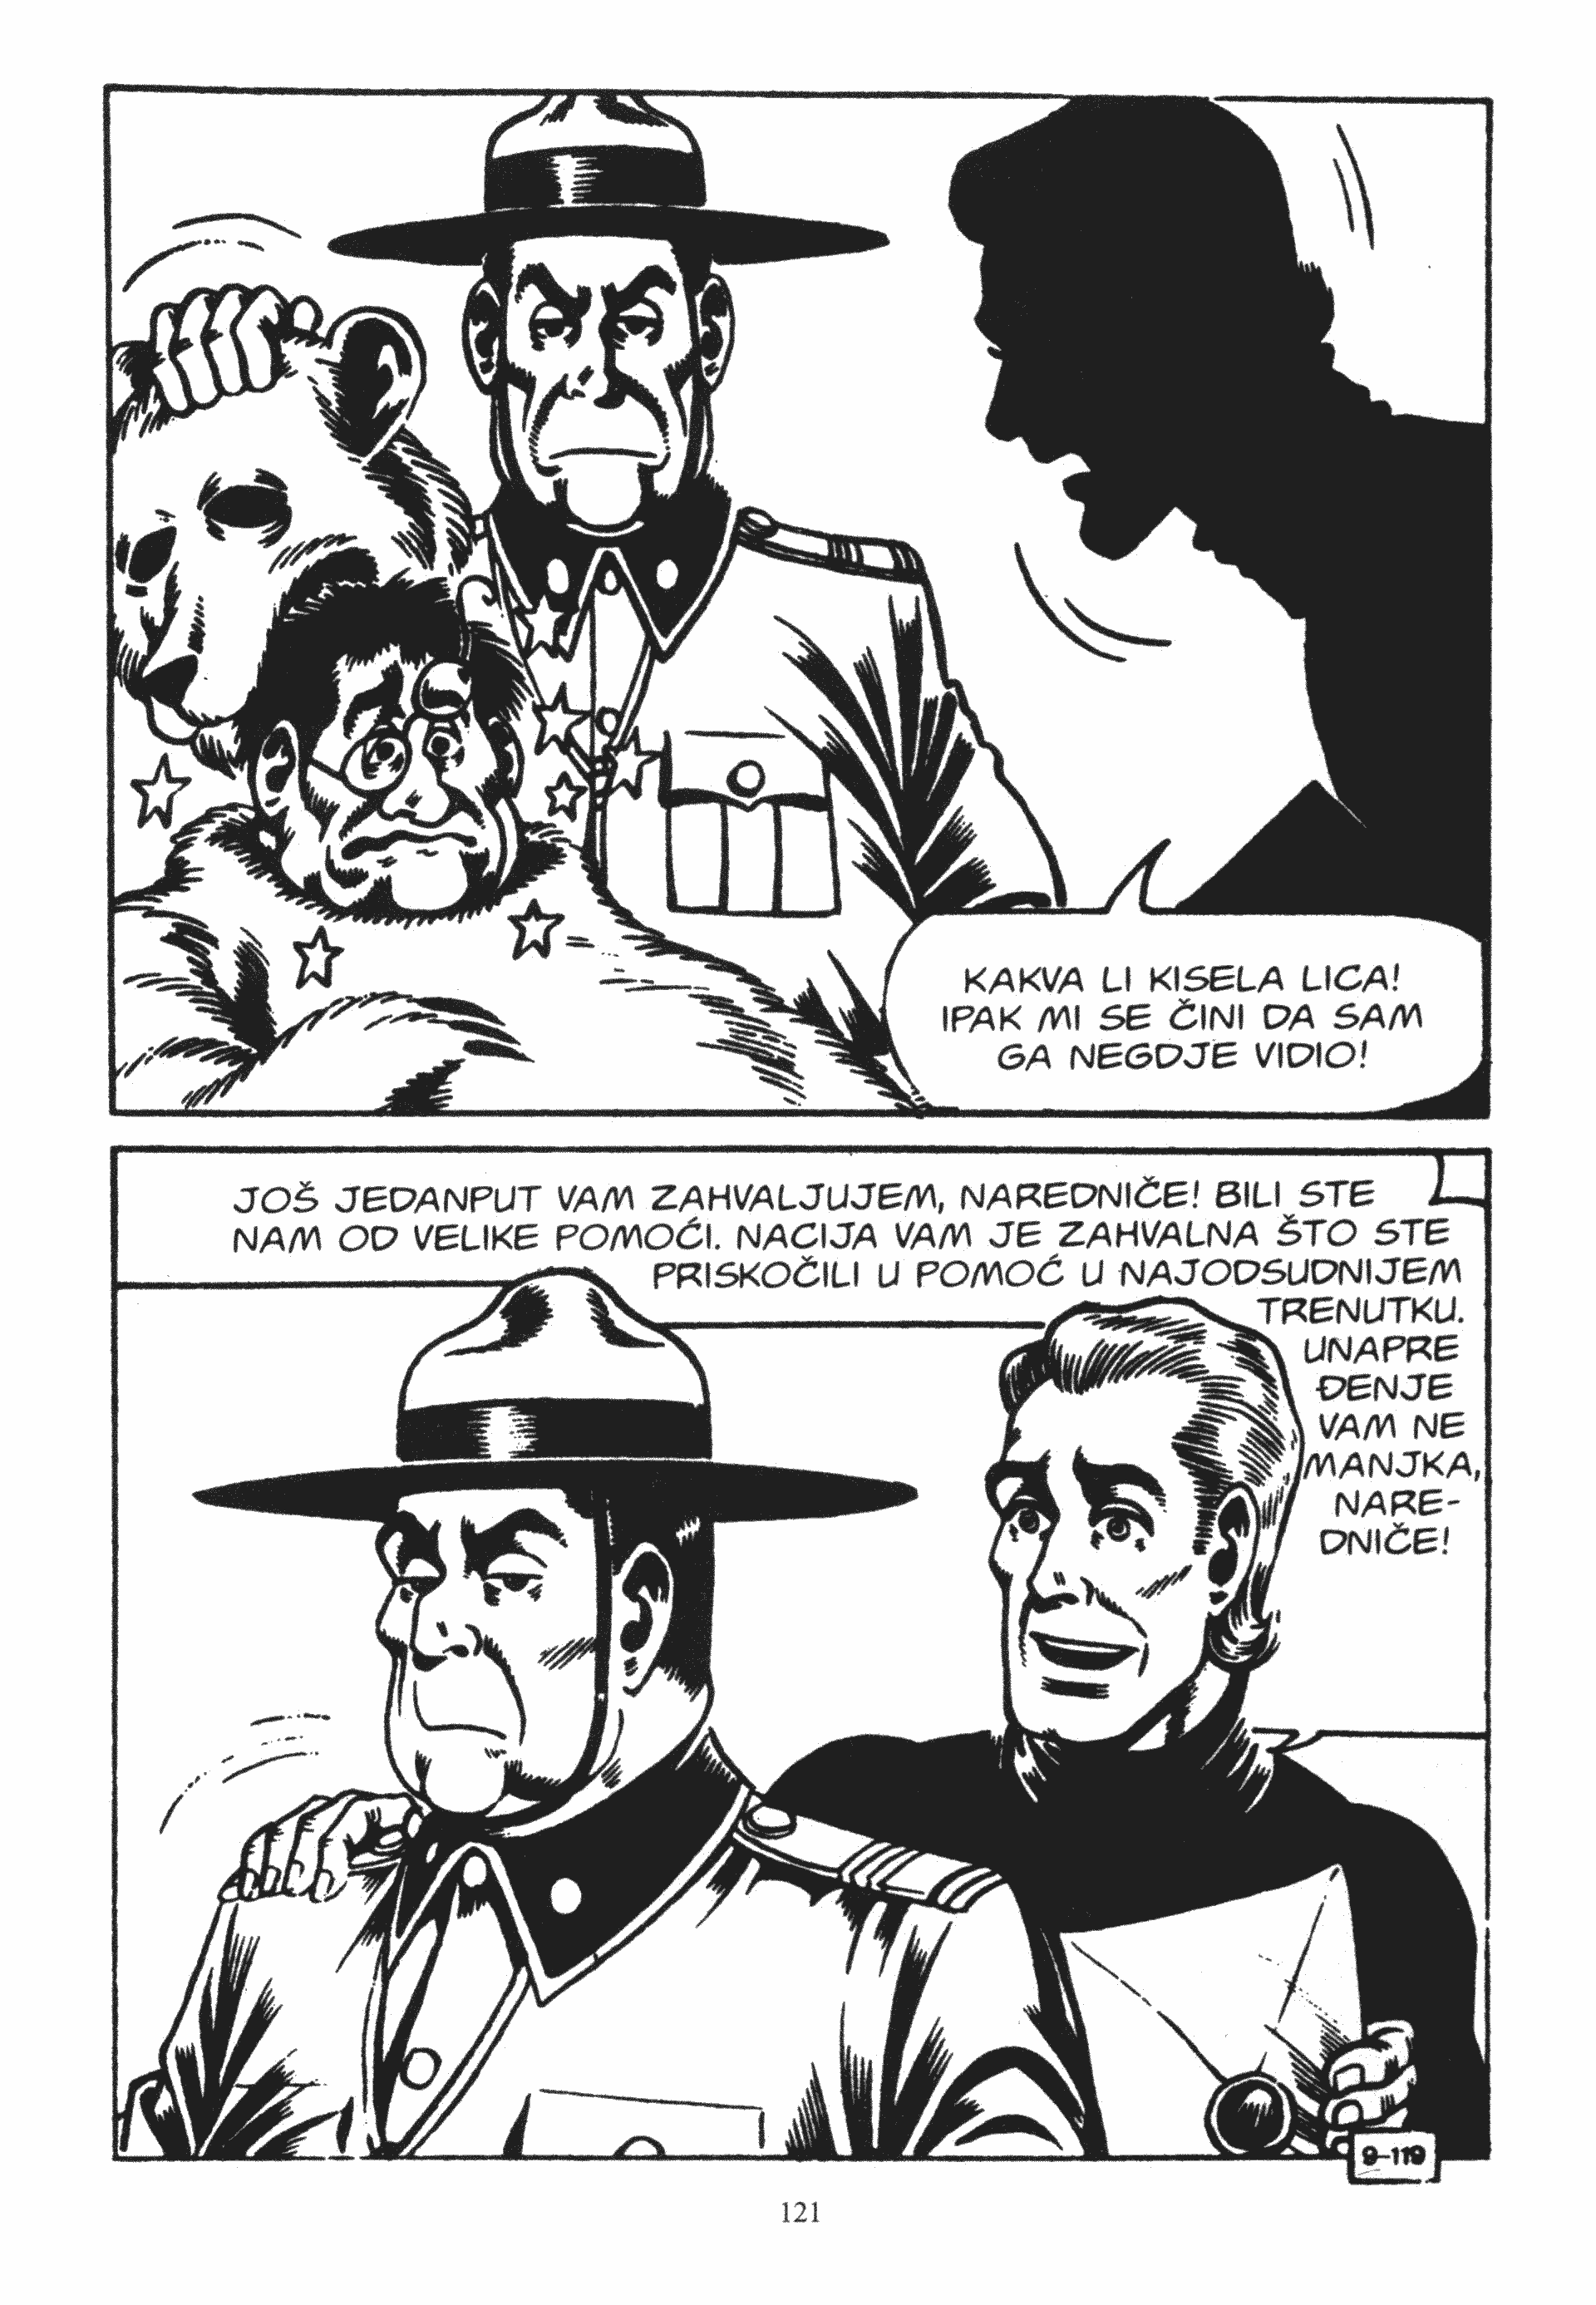 KAKVA LI KISELA LICA!
IPAK MI SE ČINI DA SAM
GA NEGDJE VIDIO!
JOŠ JEDANPUT VAM ZAHVALJUJEM, NAREDNIČE! BILI STE
NAM OD VELIKE POMOĆI. NACIJA VAM JE ZAHVALNA ŠTO STE
PRISKOČILI U POMOĆ U NAJODSUDNIJEM
TRENUTKU.
UNAPRE
ĐENJE
VAM NE
MANJKA,
NARE-
DNIČE!
9-119
121